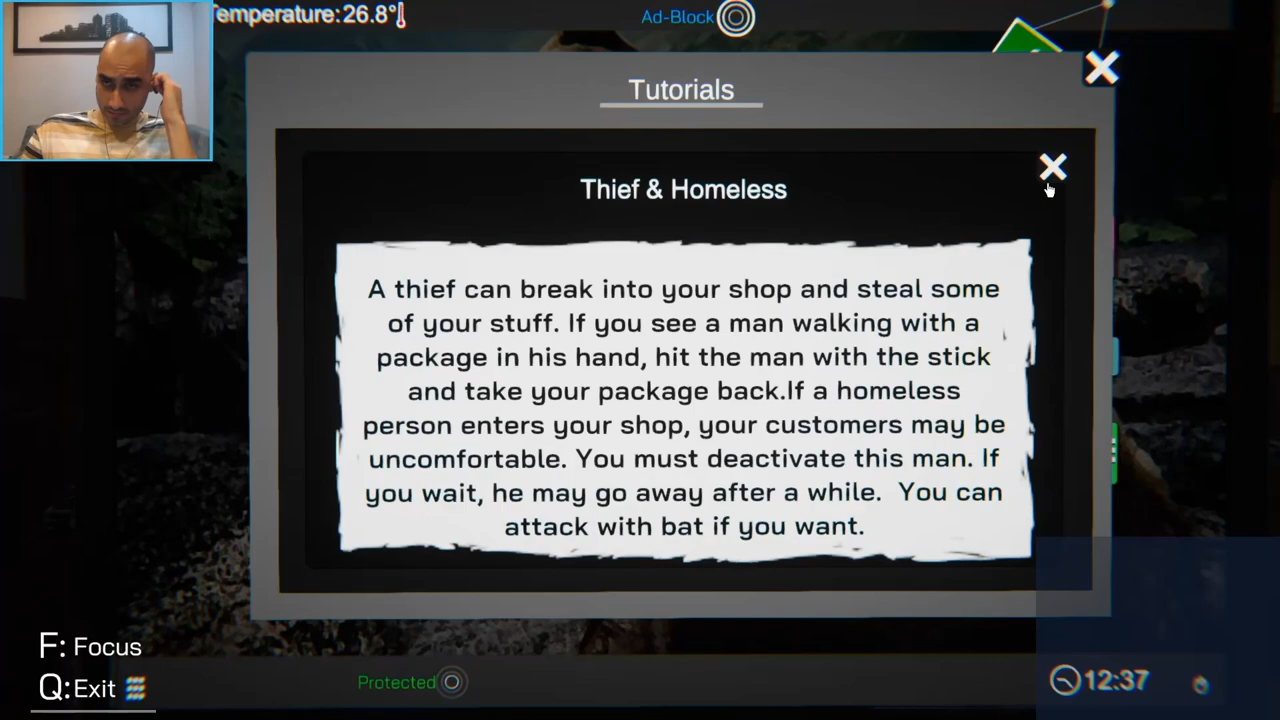 Temperature: 26.8°
Ad-Block
Tutorials
Thief & Homeless
A thief can break into your shop and steal some
of your stuff. If you see a man walking with a
package in his hand, hit the man with the stick
and take your package back.If a homeless
person enters your shop, your customers may be
uncomfortable. You must deactivate this man. If
you wait, he may go away after a while.  You can
attack with bat if you want.
F: Focus
Q:Exit
Protected
12:37